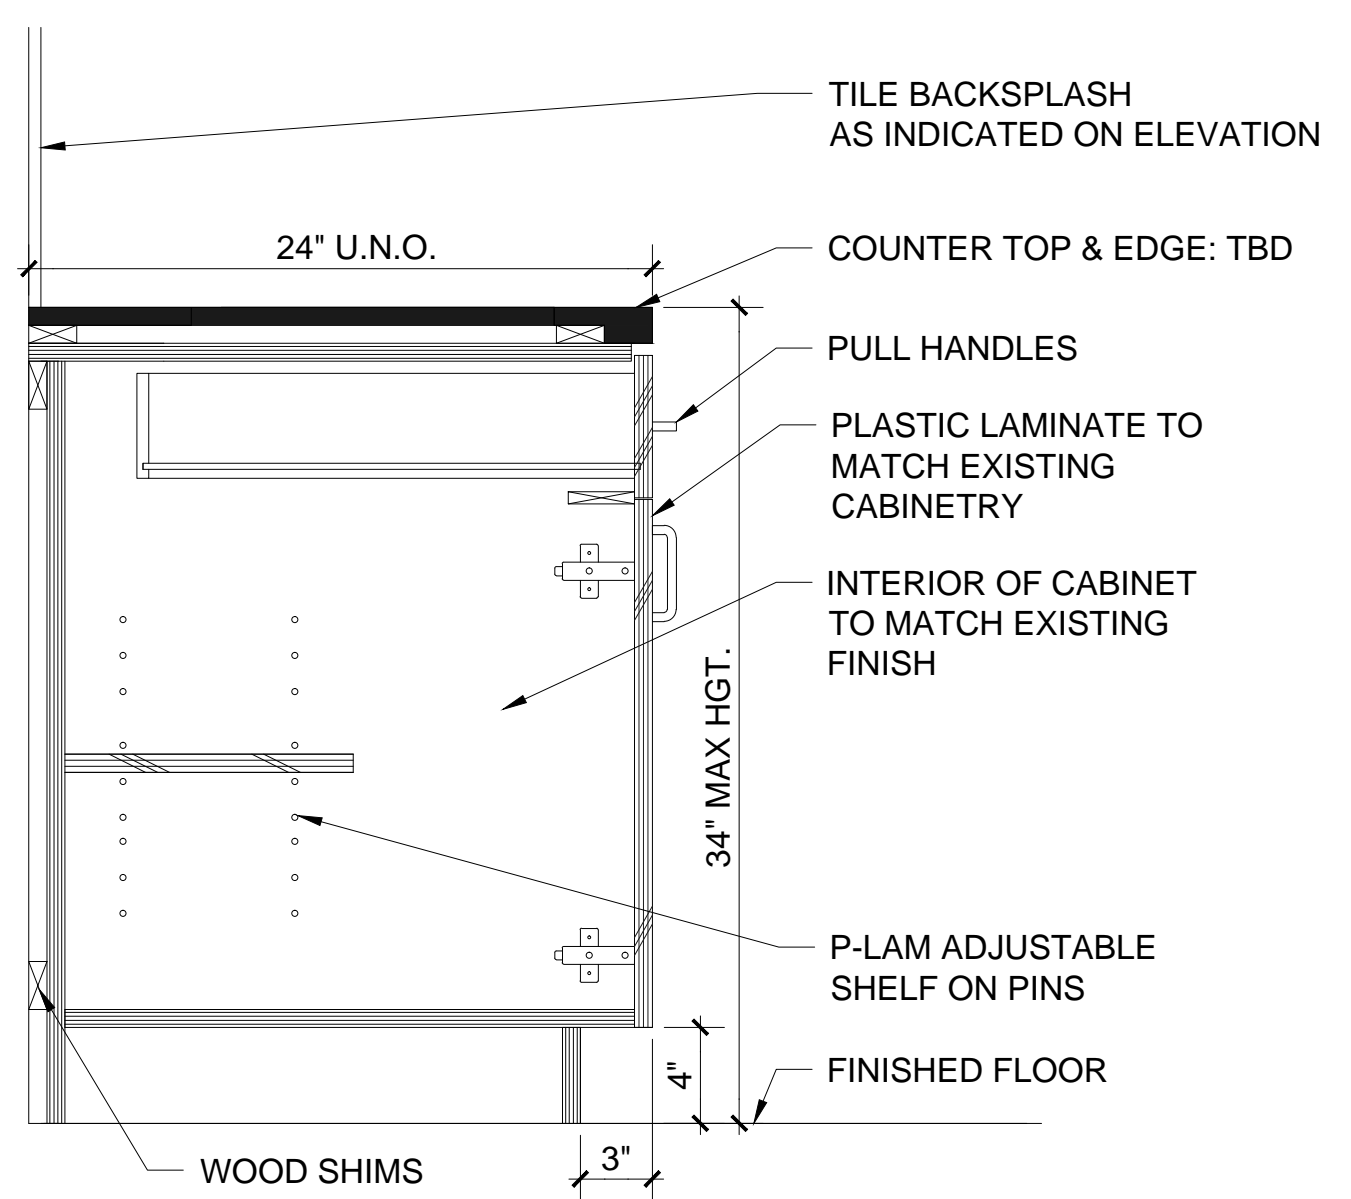 TILE BACKSPLASH
AS INDICATED ON ELEVATION
24" U.N.O.
COUNTER TOP & EDGE: TBD
PULL HANDLES
PLASTIC LAMINATE TO
MATCH EXISTING
CABINETRY
INTERIOR OF CABINET
TO MATCH EXISTING
FINISH
34" MAX HGT.
P-LAM ADJUSTABLE
SHELF ON PINS
4"
FINISHED FLOOR
3"
WOOD SHIMS